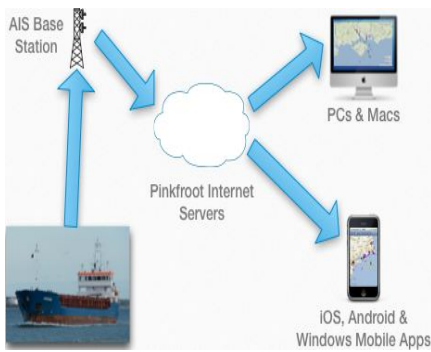 AIS Base
Station
PCs & Macs
Pinkfroot Internet
Servers
iOS, Android &
Windows Mobile Apps